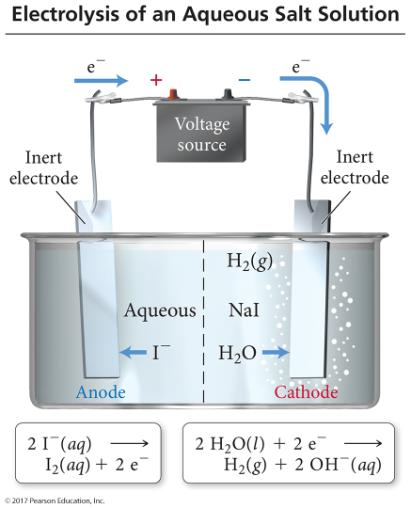 Electrolysis of an Aqueous Salt Solution
e⁻
+
−
e⁻
Voltage
source
Inert
electrode
Inert
electrode
H₂(g)
Aqueous
NaI
I⁻
H₂O
Anode
Cathode
2 I⁻(aq) ⟶
I₂(aq) + 2 e⁻
2 H₂O(l) + 2 e⁻ ⟶
H₂(g) + 2 OH⁻(aq)
© 2017 Pearson Education, Inc.